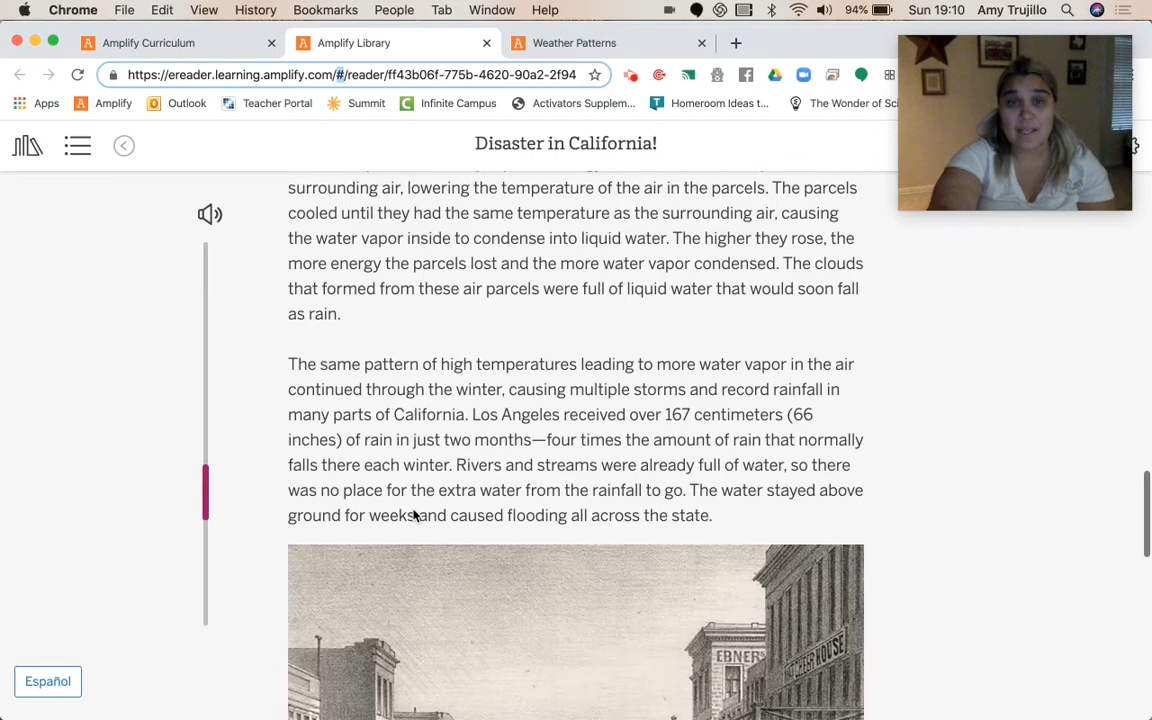 Chrome File Edit View History Bookmarks People Tab Window Help 94% Sun 19:10 Amy Trujillo
Amplify Curriculum Amplify Library Weather Patterns
https://ereader.learning.amplify.com/#/reader/ff43b06f-775b-4620-90a2-2f94
Apps Amplify Outlook Teacher Portal Summit Infinite Campus Activators Supplem... Homeroom Ideas t... The Wonder of Sci
Disaster in California!
surrounding air, lowering the temperature of the air in the parcels. The parcels
cooled until they had the same temperature as the surrounding air, causing
the water vapor inside to condense into liquid water. The higher they rose, the
more energy the parcels lost and the more water vapor condensed. The clouds
that formed from these air parcels were full of liquid water that would soon fall
as rain.
The same pattern of high temperatures leading to more water vapor in the air
continued through the winter, causing multiple storms and record rainfall in
many parts of California. Los Angeles received over 167 centimeters (66
inches) of rain in just two months—four times the amount of rain that normally
falls there each winter. Rivers and streams were already full of water, so there
was no place for the extra water from the rainfall to go. The water stayed above
ground for weeks and caused flooding all across the state.
EBNER
Español